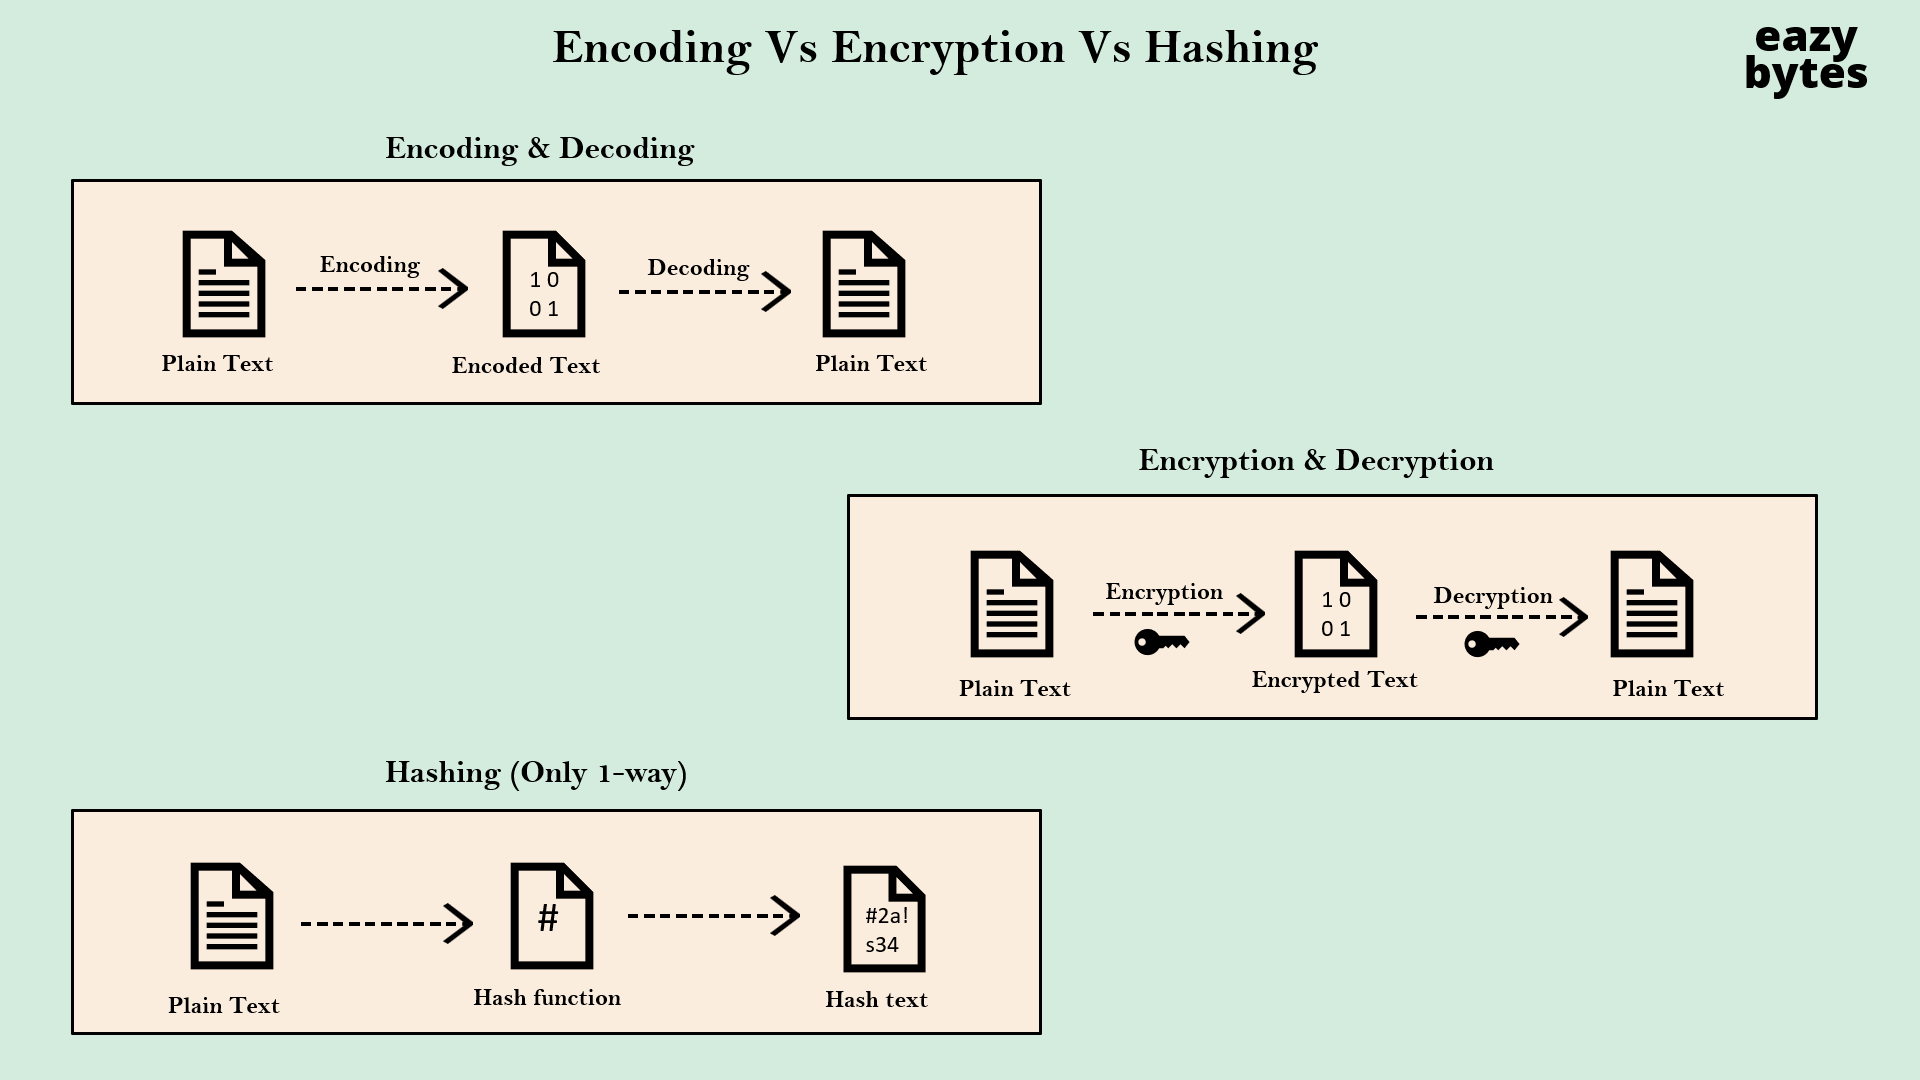 Encoding Vs Encryption Vs Hashing
eazy
bytes
Encoding & Decoding
Encoding
Decoding
1 0
0 1
Plain Text
Encoded Text
Plain Text
Encryption & Decryption
Encryption
Decryption
1 0
0 1
Plain Text
Encrypted Text
Plain Text
Hashing (Only 1-way)
#
#2a!
s34
Plain Text
Hash function
Hash text